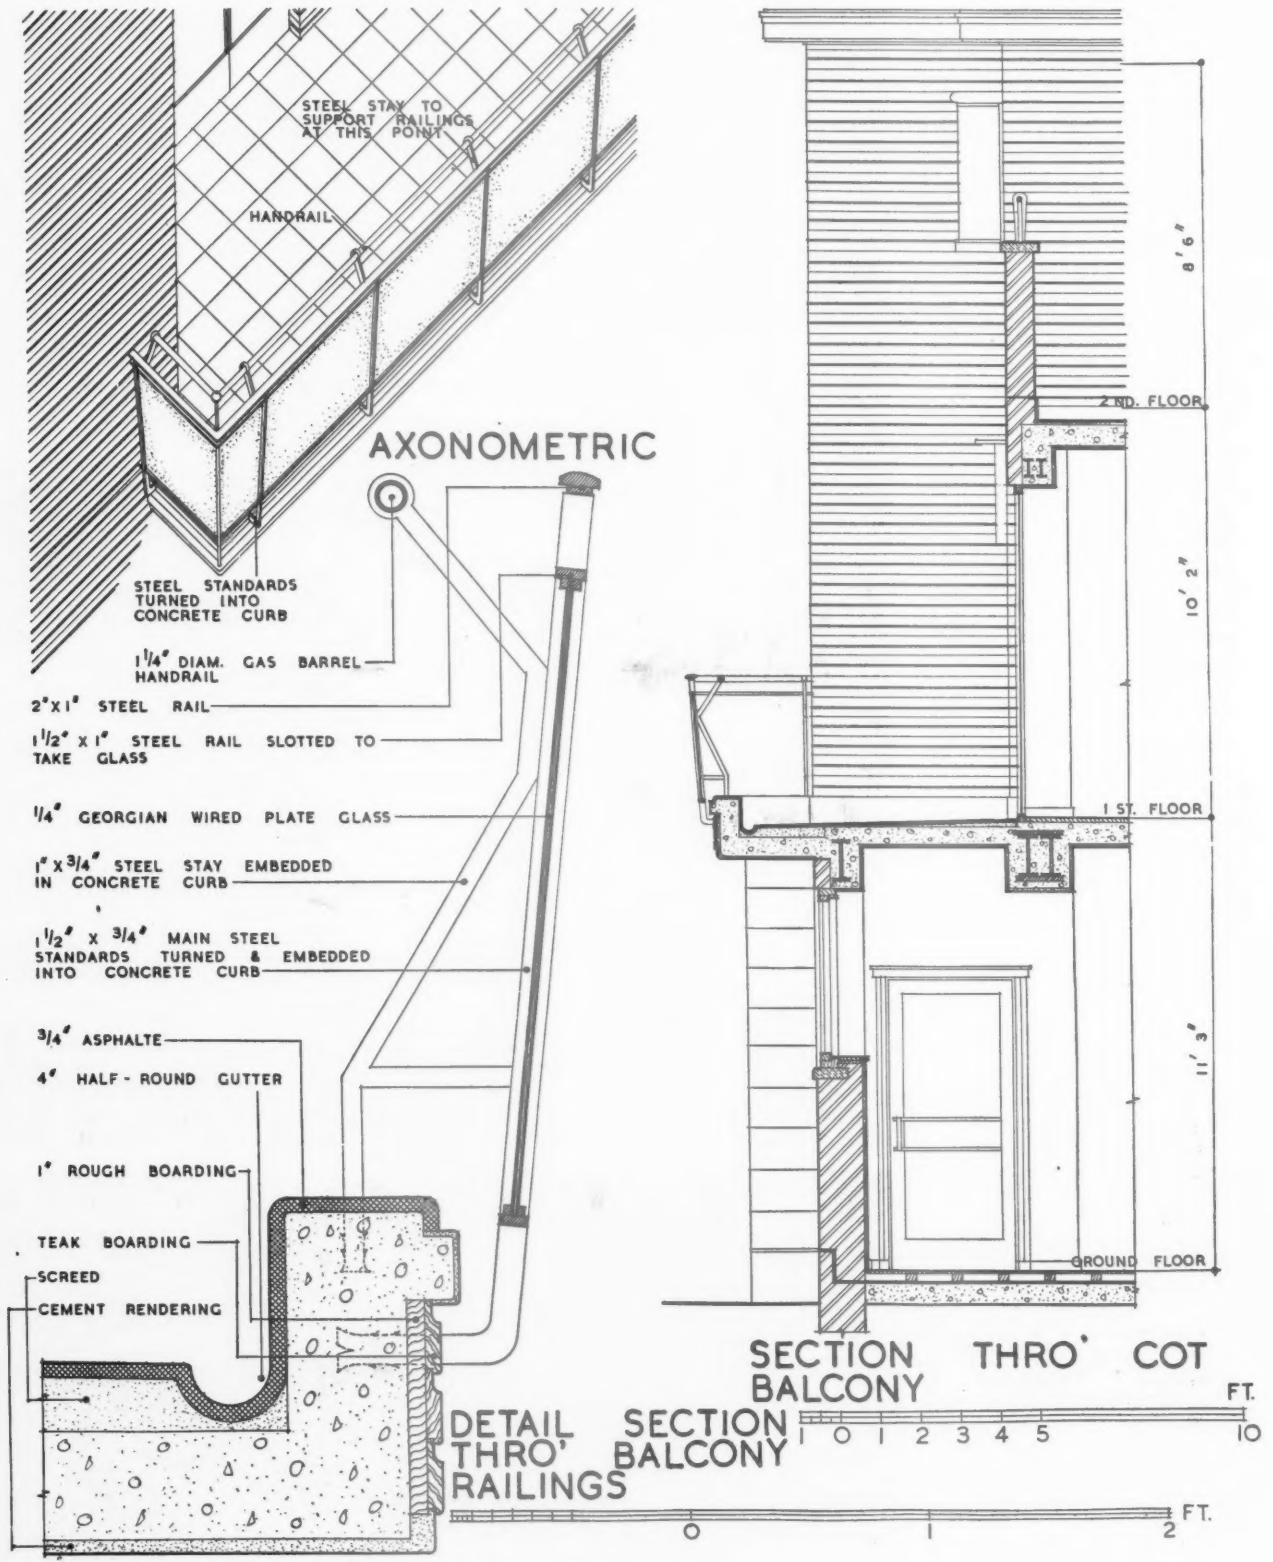 STEEL STAY TO
SUPPORT RAILINGS
AT THIS POINT
HANDRAIL
AXONOMETRIC
STEEL STANDARDS
TURNED INTO
CONCRETE CURB
1 1/4" DIAM. GAS BARREL
HANDRAIL
2"X1" STEEL RAIL
1 1/2" X 1" STEEL RAIL SLOTTED TO
TAKE GLASS
1/4" GEORGIAN WIRED PLATE GLASS
1" X 3/4" STEEL STAY EMBEDDED
IN CONCRETE CURB
1 1/2" X 3/4" MAIN STEEL
STANDARDS TURNED & EMBEDDED
INTO CONCRETE CURB
3/4" ASPHALTE
4" HALF-ROUND GUTTER
1" ROUGH BOARDING
TEAK BOARDING
SCREED
CEMENT RENDERING
DETAIL SECTION
THRO' BALCONY
RAILINGS
0 1 2 FT.
8' 6"
2ND. FLOOR
10' 2"
1ST. FLOOR
11' 3"
GROUND FLOOR
SECTION THRO' COT
BALCONY
FT.
1 0 1 2 3 4 5 10